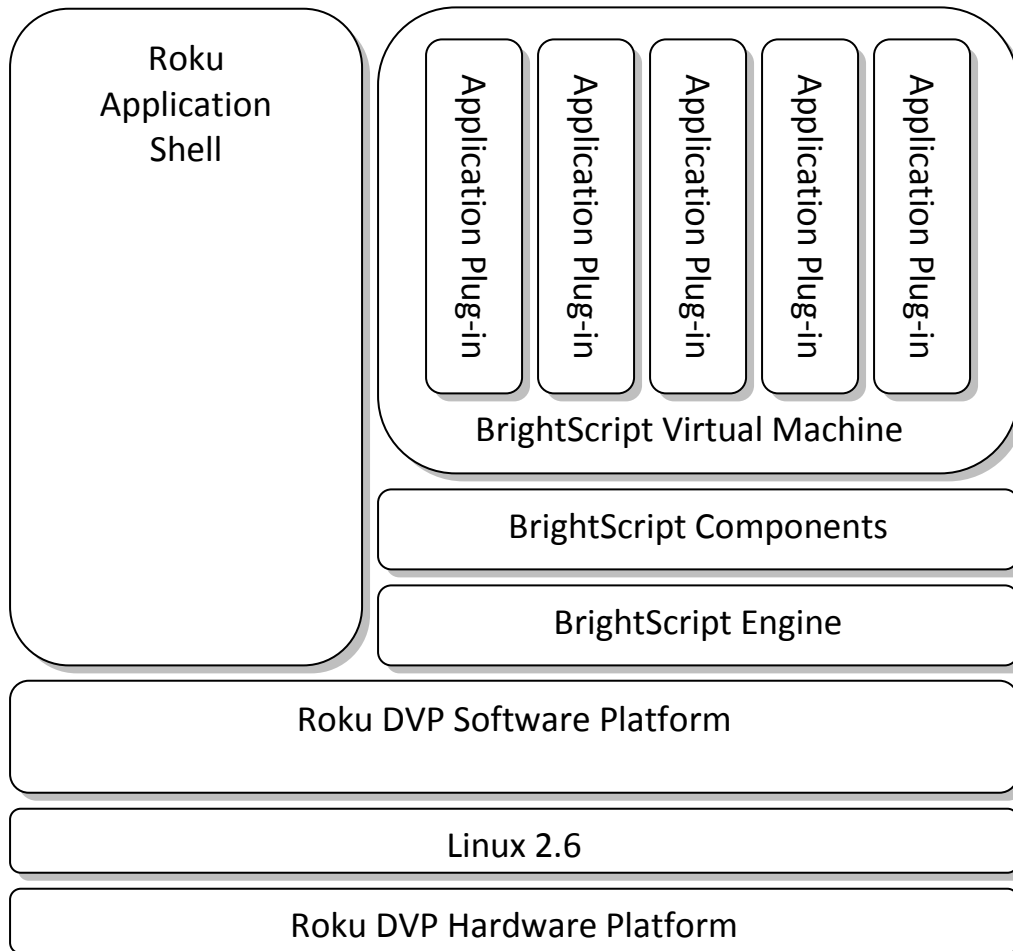 Roku
Application
Shell
Application Plug-in
Application Plug-in
Application Plug-in
Application Plug-in
Application Plug-in
BrightScript Virtual Machine
BrightScript Components
BrightScript Engine
Roku DVP Software Platform
Linux 2.6
Roku DVP Hardware Platform